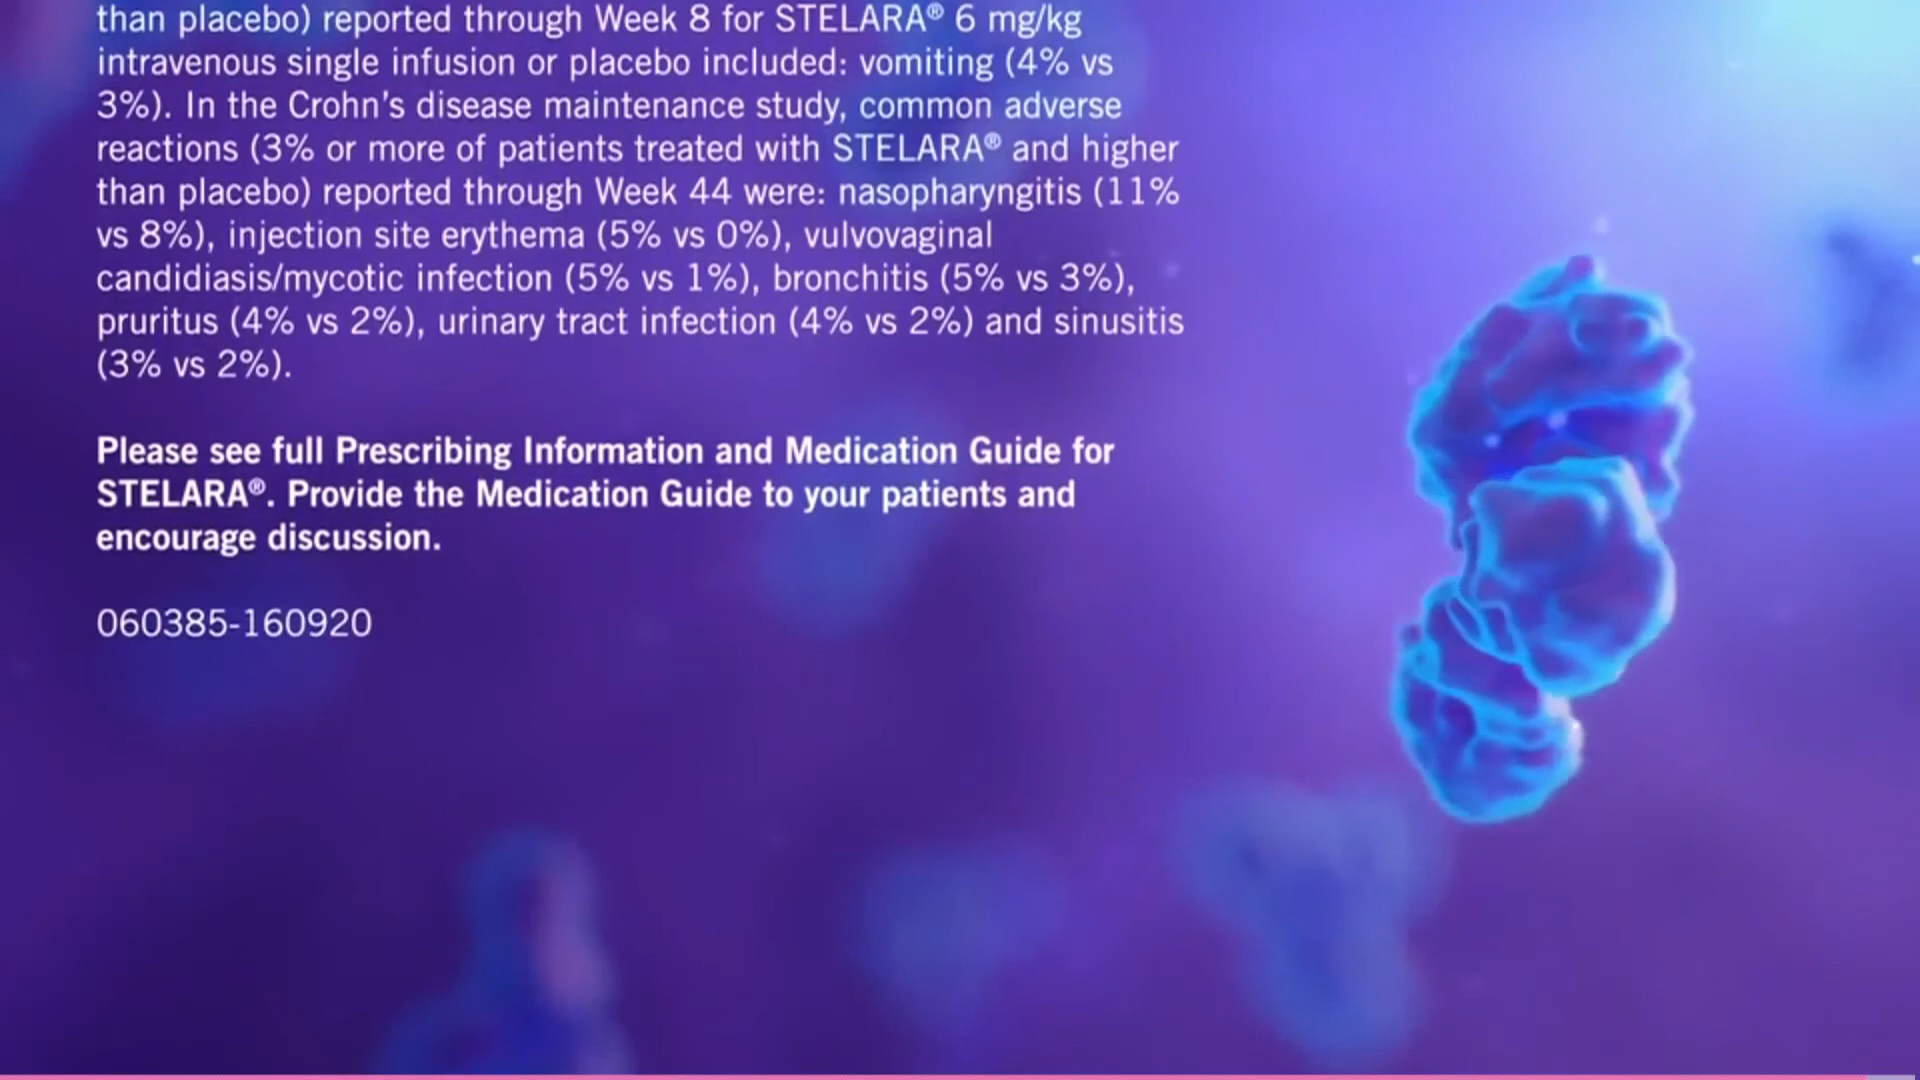 than placebo) reported through Week 8 for STELARA® 6 mg/kg
intravenous single infusion or placebo included: vomiting (4% vs
3%). In the Crohn's disease maintenance study, common adverse
reactions (3% or more of patients treated with STELARA® and higher
than placebo) reported through Week 44 were: nasopharyngitis (11%
vs 8%), injection site erythema (5% vs 0%), vulvovaginal
candidiasis/mycotic infection (5% vs 1%), bronchitis (5% vs 3%),
pruritus (4% vs 2%), urinary tract infection (4% vs 2%) and sinusitis
(3% vs 2%).
Please see full Prescribing Information and Medication Guide for
STELARA®. Provide the Medication Guide to your patients and
encourage discussion.
060385-160920